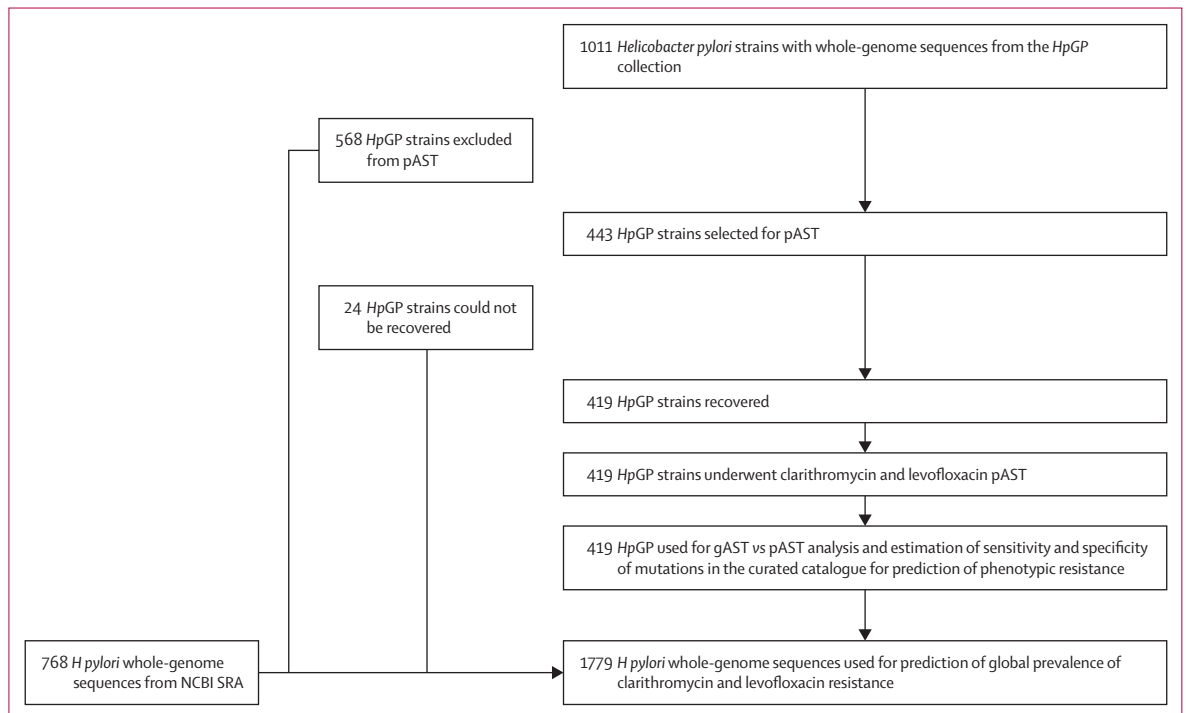 1011 Helicobacter pylori strains with whole-genome sequences from the HpGP
collection
568 HpGP strains excluded
from pAST
443 HpGP strains selected for pAST
24 HpGP strains could not
be recovered
419 HpGP strains recovered
419 HpGP strains underwent clarithromycin and levofloxacin pAST
419 HpGP used for gAST vs pAST analysis and estimation of sensitivity and specificity
of mutations in the curated catalogue for prediction of phenotypic resistance
768 H pylori whole-genome
sequences from NCBI SRA
1779 H pylori whole-genome sequences used for prediction of global prevalence of
clarithromycin and levofloxacin resistance